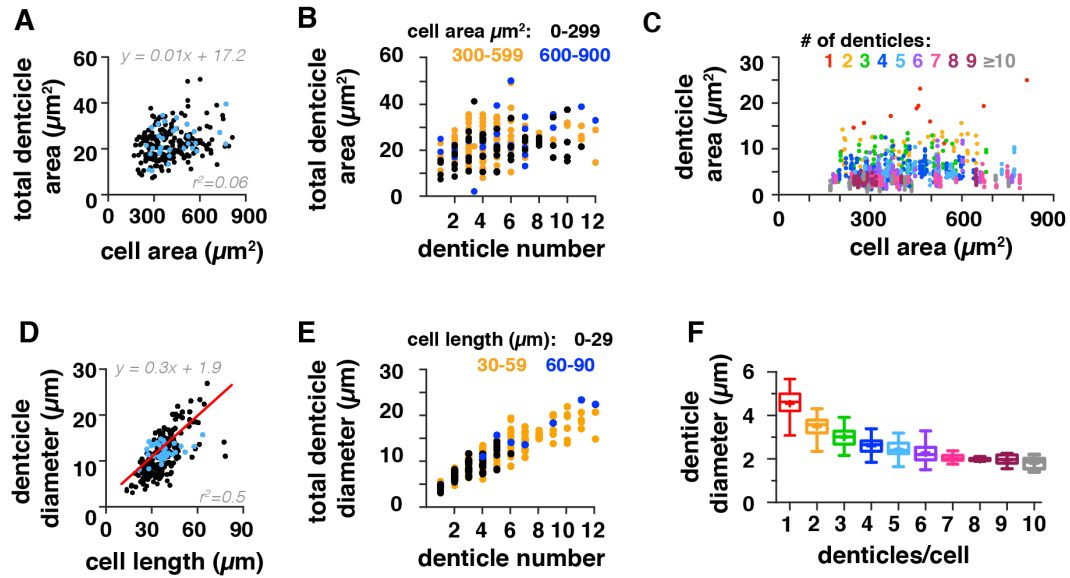 A
total dentcicle
area (µm²)
y = 0.01x + 17.2
60
40
20
0
r²=0.06
0 300 600 900
cell area (µm²)
B
cell area µm²: 0-299
300-599 600-900
total denticle
area (µm²)
60
40
20
0
2 4 6 8 10 12
denticle number
C
# of denticles:
1 2 3 4 5 6 7 8 9 ≥10
dentcicle
area (µm²)
30
20
10
0
0 300 600 900
cell area (µm²)
D
dentcicle
diameter (µm)
y = 0.3x + 1.9
30
20
10
0
r²=0.5
0 30 60 90
cell length (µm)
E
cell length (µm): 0-29
30-59 60-90
total dentcicle
diameter (µm)
30
20
10
0
2 4 6 8 10 12
denticle number
F
denticle
diameter (µm)
6
4
2
0
1 2 3 4 5 6 7 8 9 10
denticles/cell